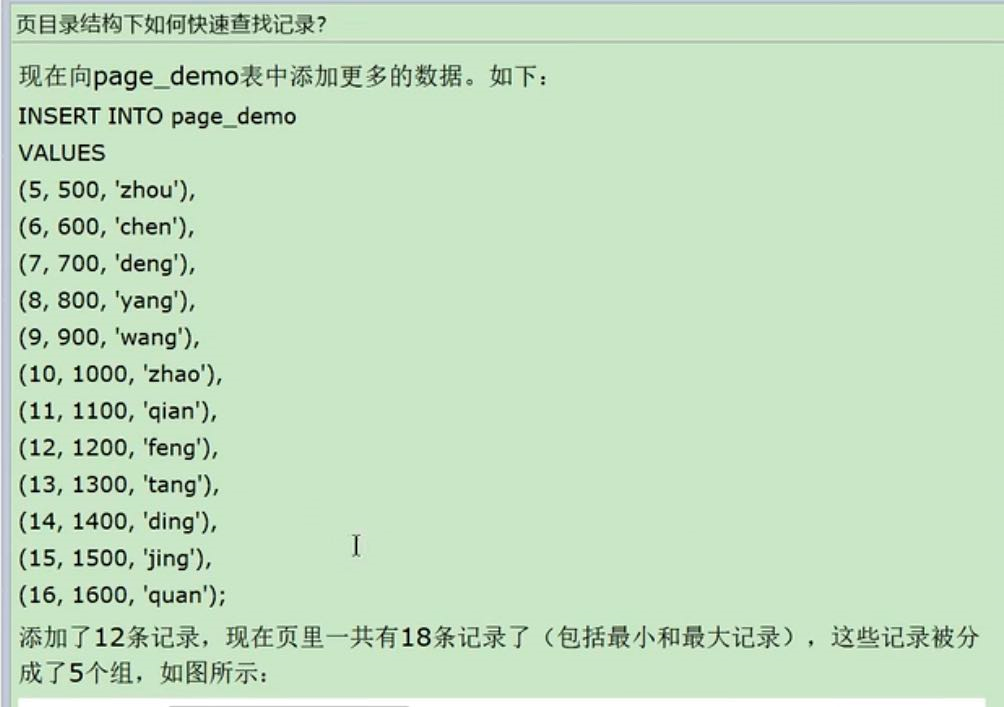 页目录结构下如何快速查找记录?
现在向page_demo表中添加更多的数据。如下：
INSERT INTO page_demo
VALUES
(5, 500, 'zhou'),
(6, 600, 'chen'),
(7, 700, 'deng'),
(8, 800, 'yang'),
(9, 900, 'wang'),
(10, 1000, 'zhao'),
(11, 1100, 'qian'),
(12, 1200, 'feng'),
(13, 1300, 'tang'),
(14, 1400, 'ding'),
(15, 1500, 'jing'),
(16, 1600, 'quan');
添加了12条记录，现在页里一共有18条记录了（包括最小和最大记录），这些记录被分
成了5个组，如图所示：